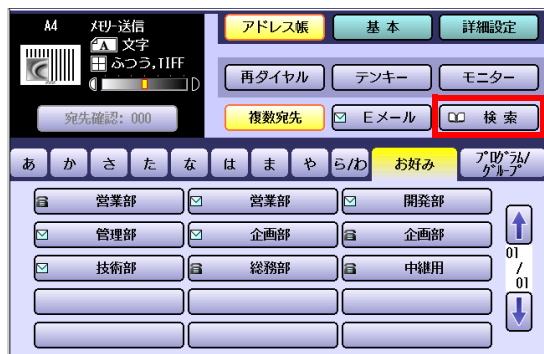 A4 メモリー送信
A 文字
ふつう,TIFF
D
宛先確認: 000
アドレス帳 基本 詳細設定
再ダイヤル テンキー モニター
複数宛先 Eメール 検索
あ か さ た な は ま や ら/わ お好み プログラム/
グループ
営業部 営業部 開発部
管理部 企画部 企画部
技術部 総務部 中継用
01
/
01